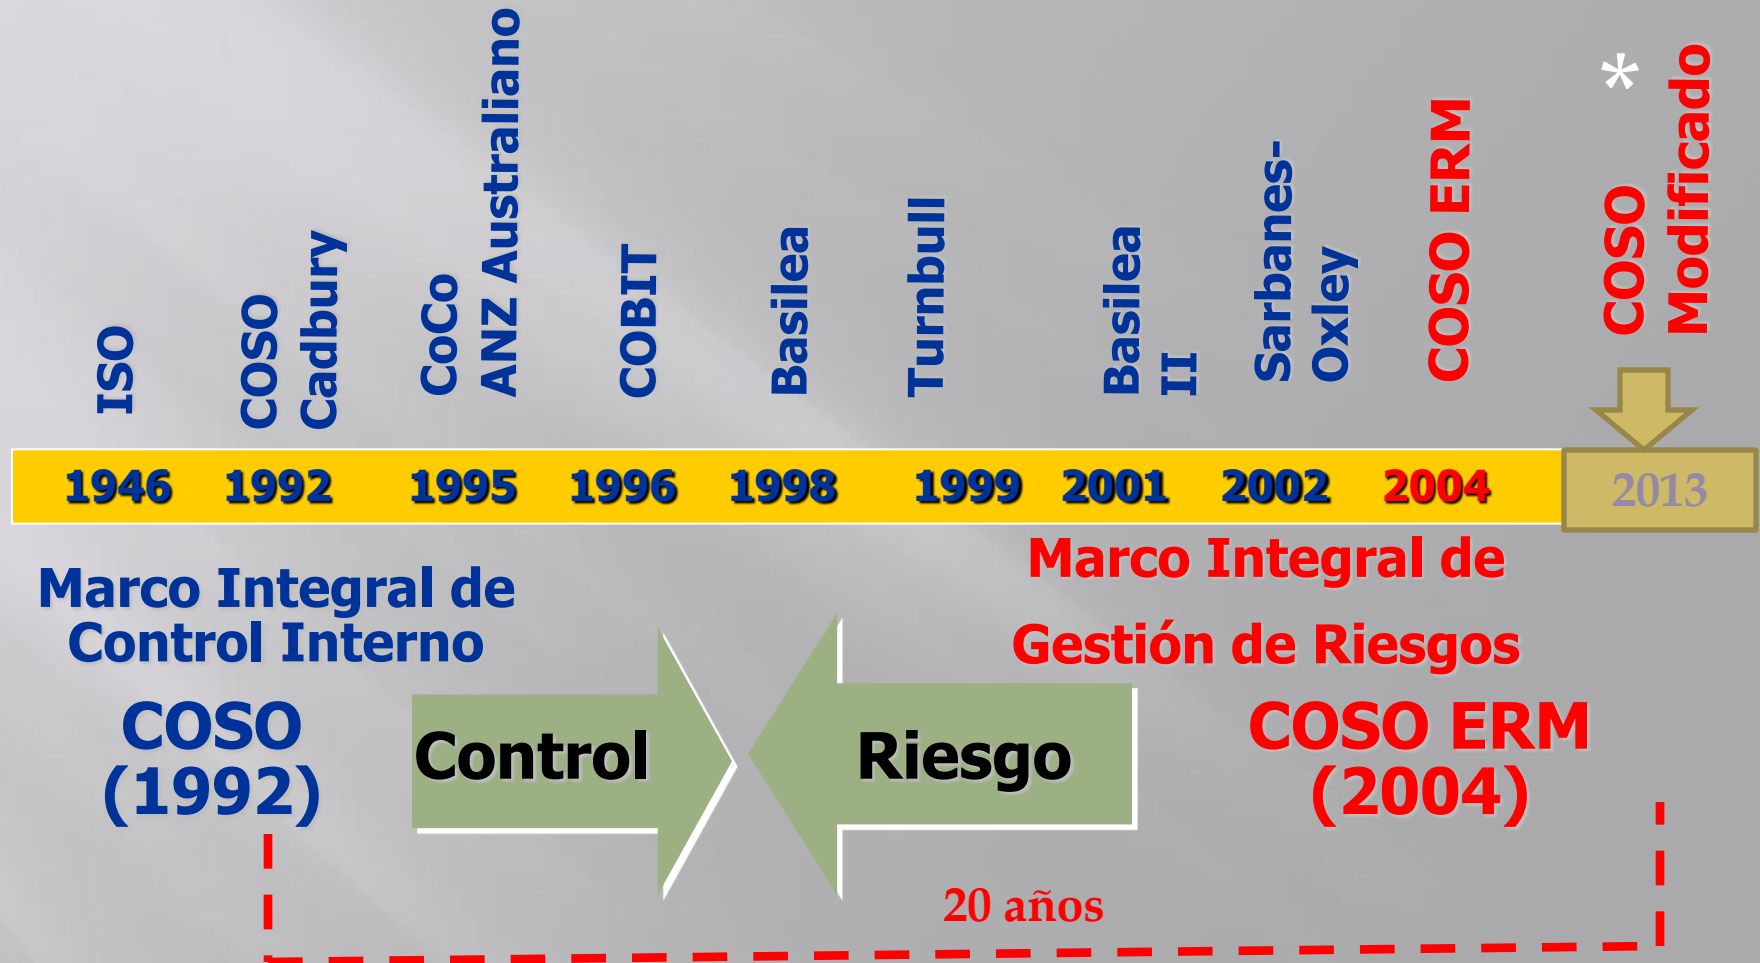 ISO
COSO
Cadbury
CoCo
ANZ Australiano
COBIT
Basilea
Turnbull
Basilea
II
Sarbanes-
Oxley
COSO ERM
*
COSO
Modificado
1946 1992 1995 1996 1998 1999 2001 2002 2004 2013
Marco Integral de
Control Interno
COSO
(1992)
Control
Riesgo
Marco Integral de
Gestión de Riesgos
COSO ERM
(2004)
20 años